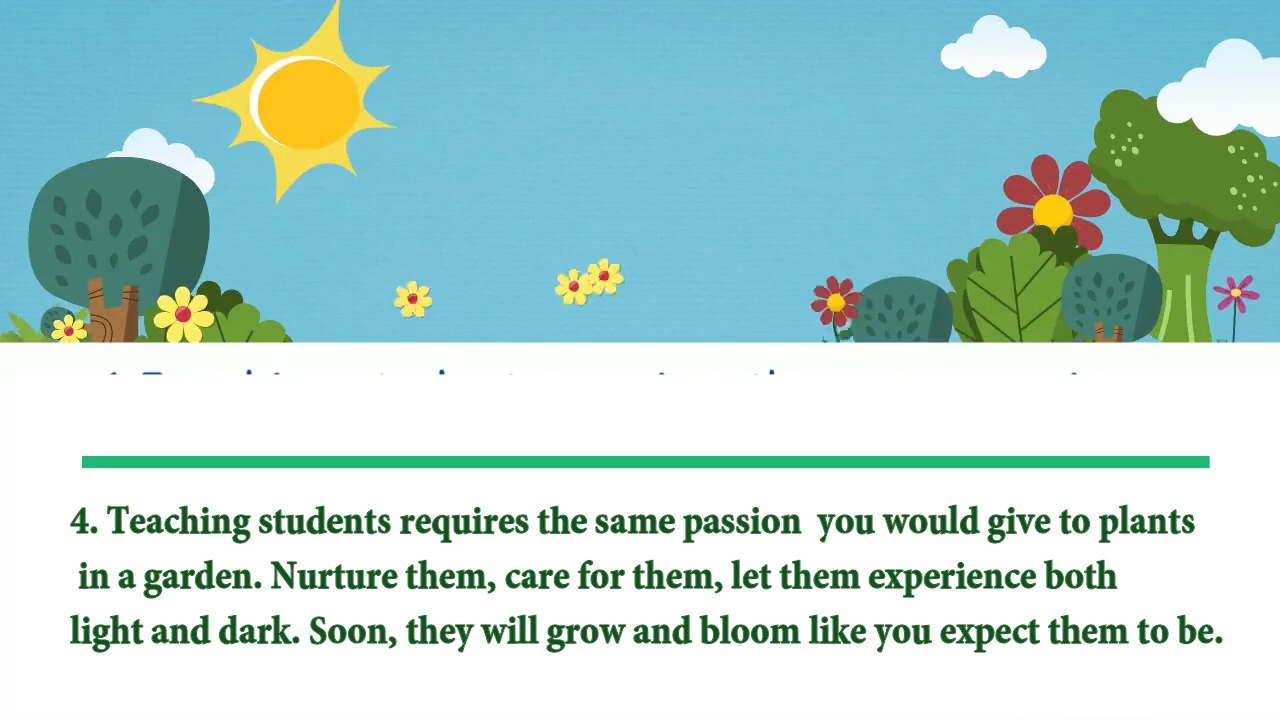 4. Teaching students requires the same passion  you would give to plants
in a garden. Nurture them, care for them, let them experience both
light and dark. Soon, they will grow and bloom like you expect them to be.